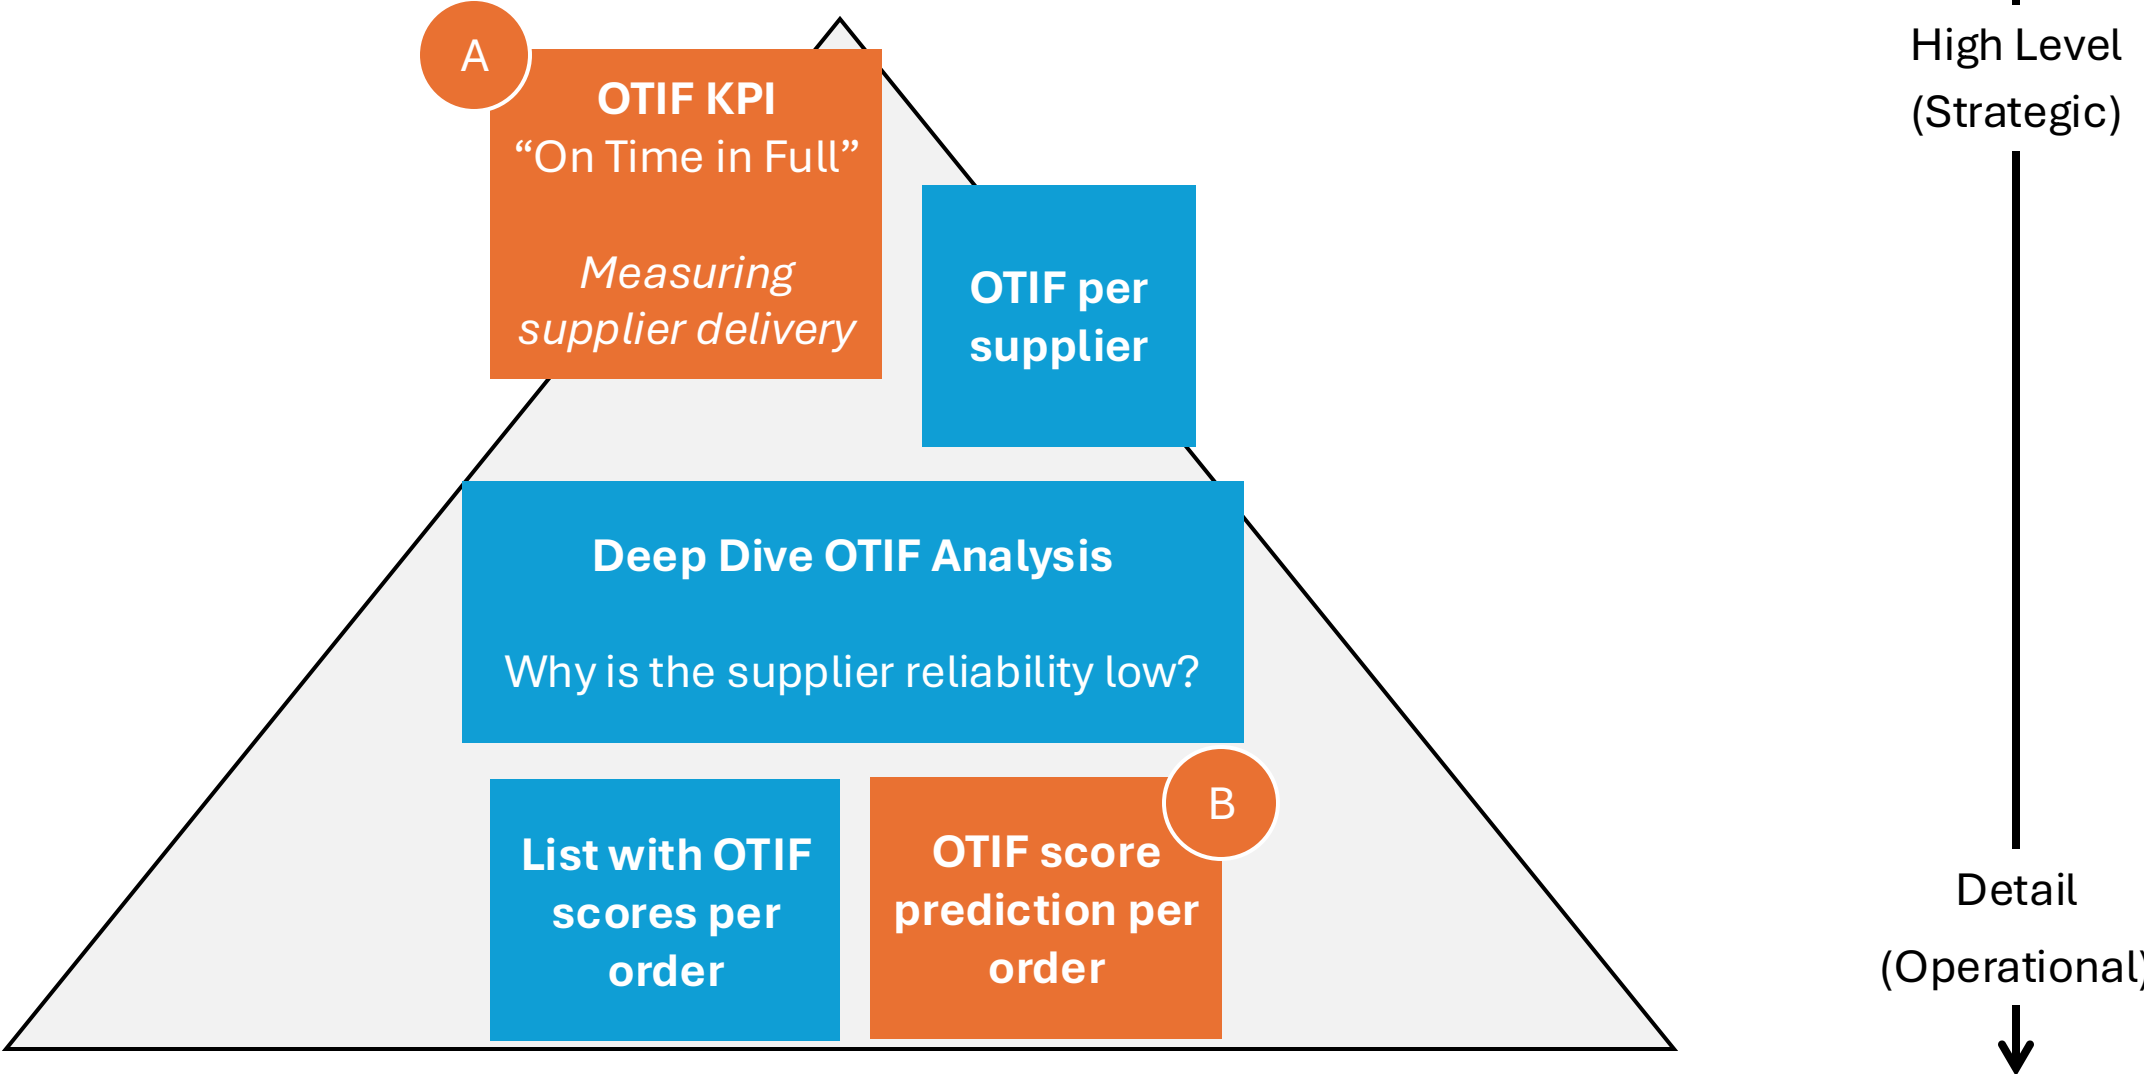 A
OTIF KPI
“On Time in Full”
Measuring
supplier delivery
OTIF per
supplier
Deep Dive OTIF Analysis
Why is the supplier reliability low?
List with OTIF
scores per
order
B
OTIF score
prediction per
order
High Level
(Strategic)
Detail
(Operational)